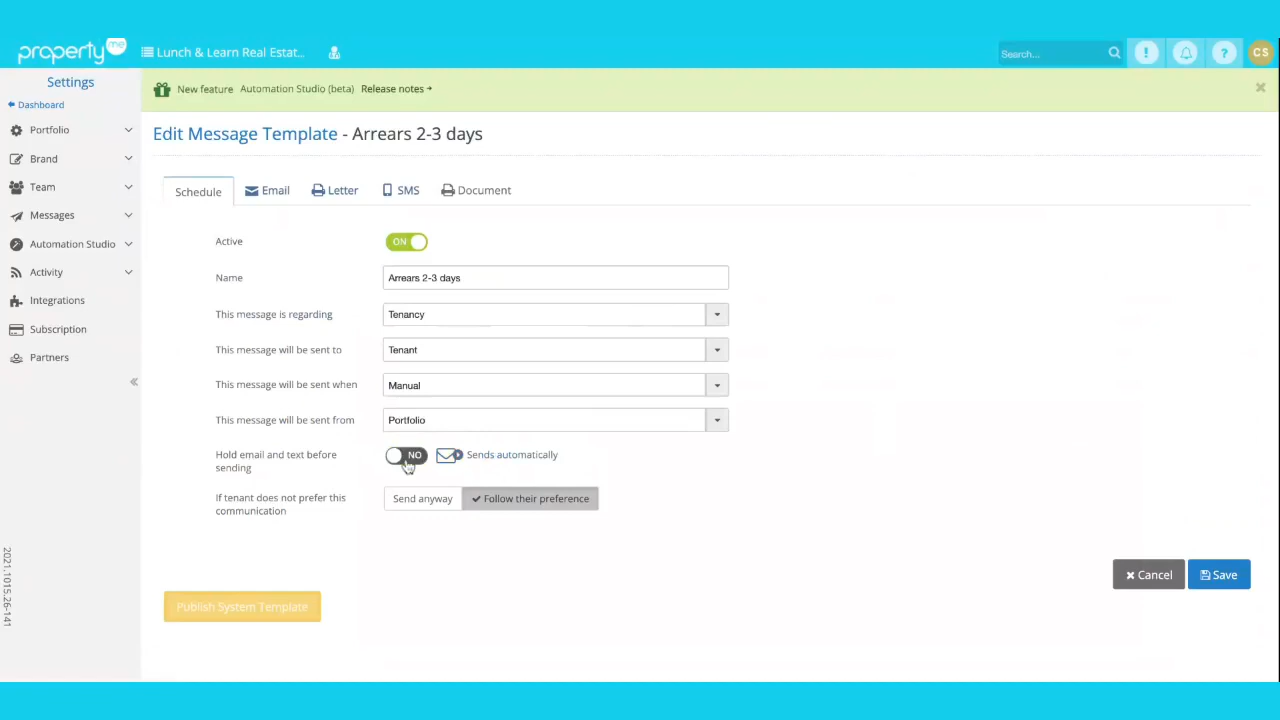 property me
Lunch & Learn Real Estat...
Search...
!
?
CS
Settings
Dashboard
Portfolio
Brand
Team
Messages
Automation Studio
Activity
Integrations
Subscription
Partners
2021.1015.26-141
New feature Automation Studio (beta) Release notes
Edit Message Template - Arrears 2-3 days
Schedule Email Letter SMS Document
Active ON
Name Arrears 2-3 days
This message is regarding Tenancy
This message will be sent to Tenant
This message will be sent when Manual
This message will be sent from Portfolio
Hold email and text before
sending
NO Sends automatically
If tenant does not prefer this
communication
Send anyway Follow their preference
Cancel Save
Publish System Template